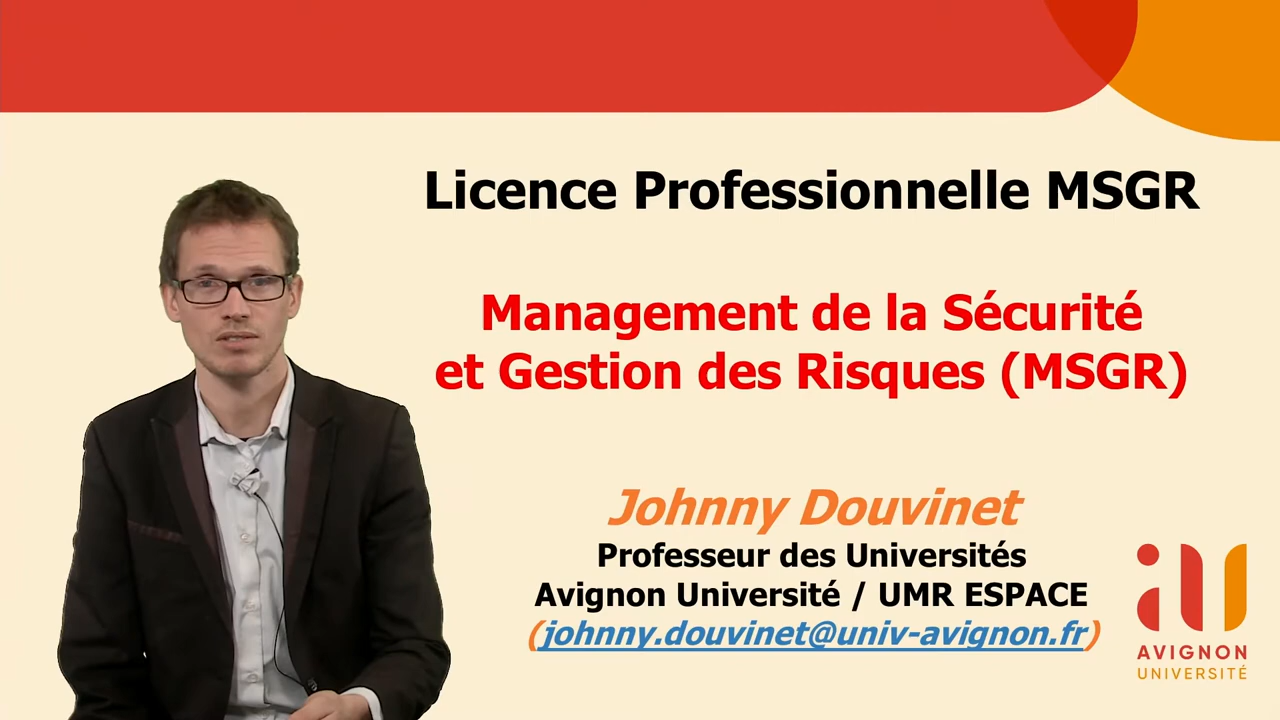 Licence Professionnelle MSGR
Management de la Sécurité
et Gestion des Risques (MSGR)
Johnny Douvinet
Professeur des Universités
Avignon Université / UMR ESPACE
(johnny.douvinet@univ-avignon.fr)
au
AVIGNON
UNIVERSITÉ